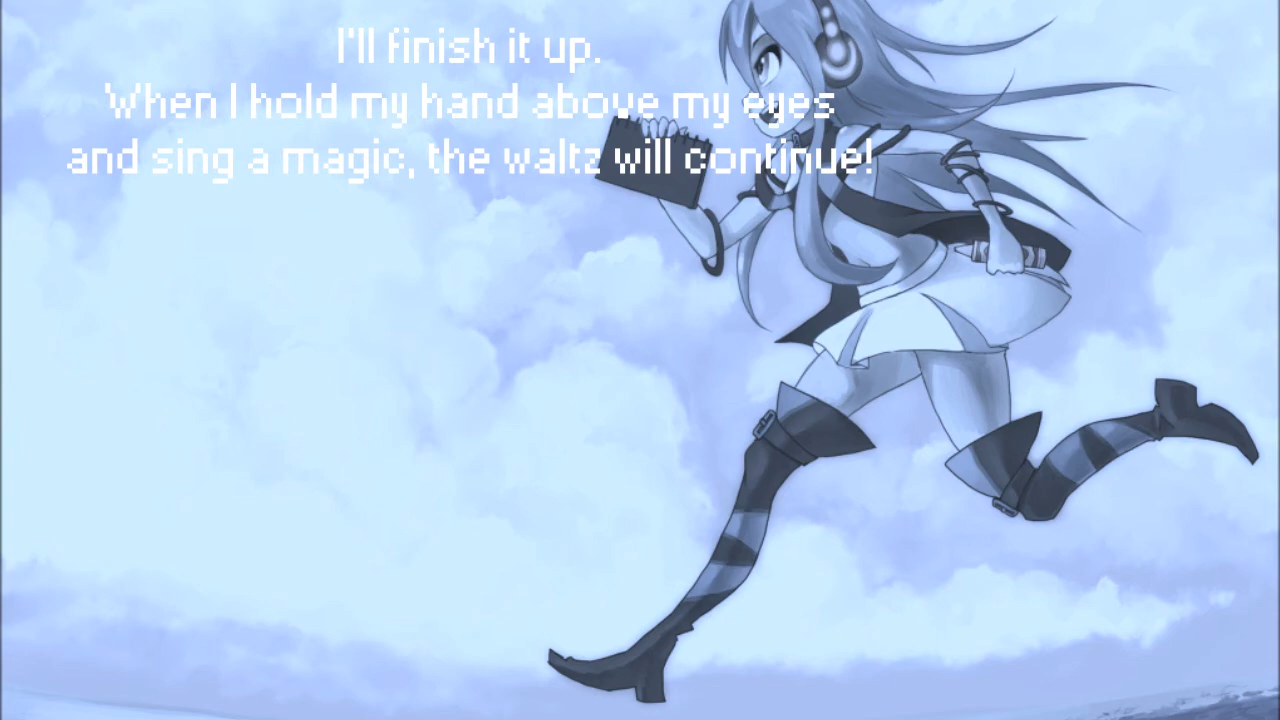 I'll finish it up.
When I hold my hand above my eyes
and sing a magic, the waltz will continue!